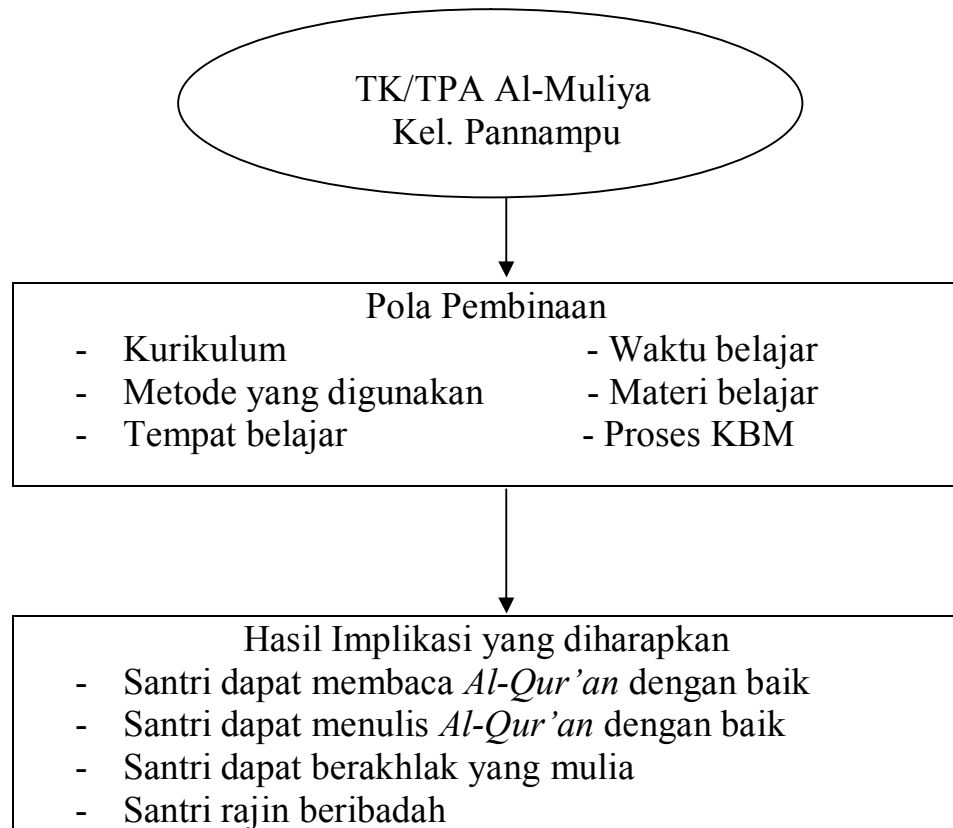 TK/TPA Al-Muliya
Kel. Pannampu
Pola Pembinaan
- Kurikulum - Waktu belajar
- Metode yang digunakan - Materi belajar
- Tempat belajar - Proses KBM
Hasil Implikasi yang diharapkan
- Santri dapat membaca Al-Qur’an dengan baik
- Santri dapat menulis Al-Qur’an dengan baik
- Santri dapat berakhlak yang mulia
- Santri rajin beribadah